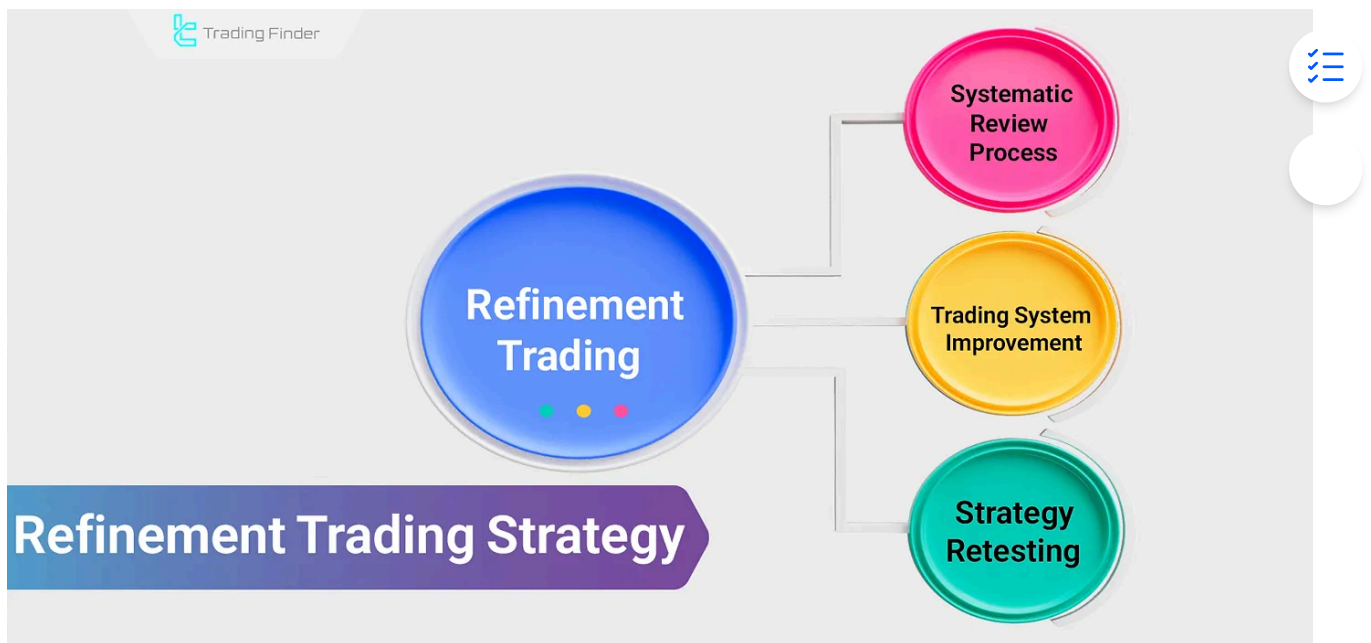 Trading Finder
Systematic
Review
Process
Refinement
Trading
Trading System
Improvement
Strategy
Retesting
Refinement Trading Strategy